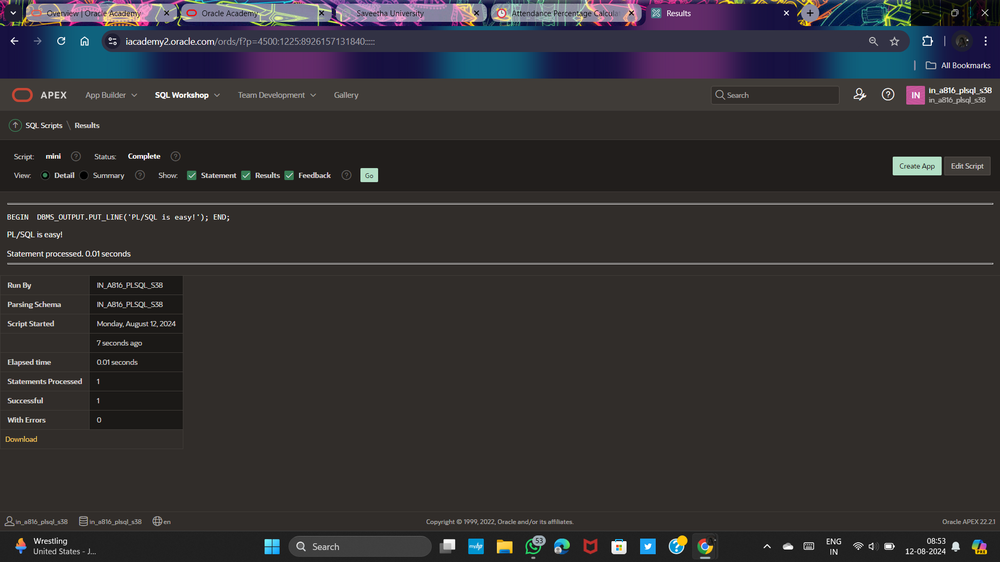 Overview | Oracle Academy
Oracle Academy
Saveetha University
Attendance Percentage Calculat
Results
iacademy2.oracle.com/ords/f?p=4500:1225:8926157131840:::::
All Bookmarks
APEX
App Builder
SQL Workshop
Team Development
Gallery
Search
IN
in_a816_plsql_s38
in_a816_plsql_s38
SQL Scripts \ Results
Script: mini ? Status: Complete ?
View: Detail Summary ? Show: Statement Results Feedback ? Go
Create App
Edit Script
BEGIN  DBMS_OUTPUT.PUT_LINE('PL/SQL is easy!'); END;
PL/SQL is easy!
Statement processed. 0.01 seconds
Run By IN_A816_PLSQL_S38
Parsing Schema IN_A816_PLSQL_S38
Script Started Monday, August 12, 2024
7 seconds ago
Elapsed time 0.01 seconds
Statements Processed 1
Successful 1
With Errors 0
Download
in_a816_plsql_s38 in_a816_plsql_s38 en
Copyright © 1999, 2022, Oracle and/or its affiliates.
Oracle APEX 22.2.1
Wrestling
United States - J...
Search
myhp
53
ENG
IN
08:53
12-08-2024
PRE